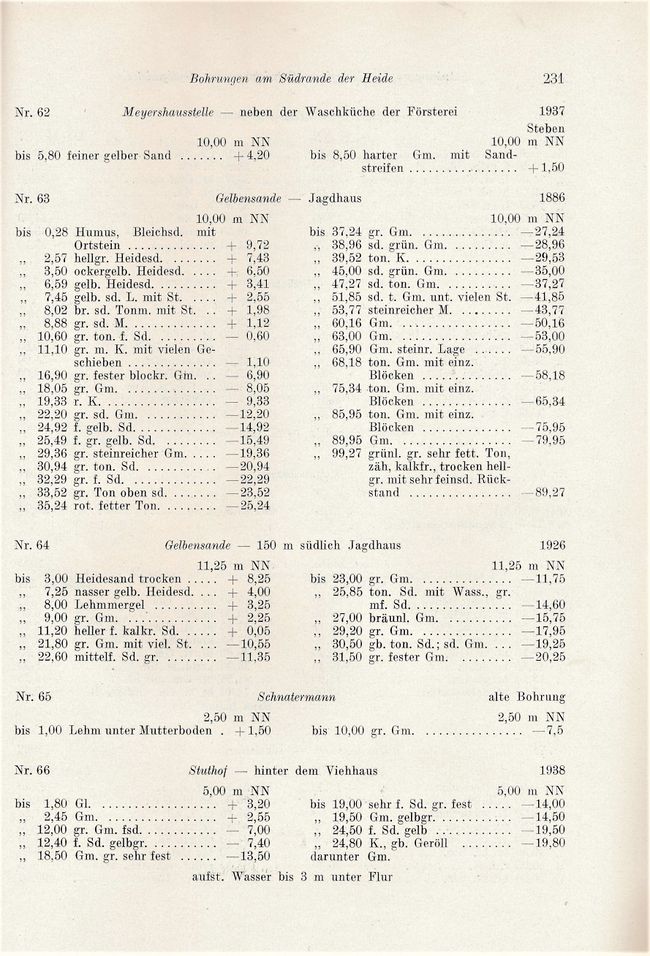 Bohrungen am Südrande der Heide 231
Nr. 62 Meyershausstelle — neben der Waschküche der Försterei 1937
Steben
10,00 m NN
bis 5,80 feiner gelber Sand ....... +4,20
10,00 m NN
bis 8,50 harter Gm. mit Sand-
streifen ................. +1,50
Nr. 63 Gelbensande — Jagdhaus 1886
10,00 m NN
bis 0,28 Humus, Bleichsd. mit
Ortstein .............. + 9,72
„ 2,57 hellgr. Heidesd. ....... + 7,43
„ 3,50 ockergelb. Heidesd. ..... + 6,50
„ 6,59 gelb. Heidesd. .......... + 3,41
„ 7,45 gelb. sd. L. mit St. ..... + 2,55
„ 8,02 br. sd. Tonm. mit St. .. + 1,98
„ 8,88 gr. sd. M. ............. + 1,12
„ 10,60 gr. ton. f. Sd. ......... — 0,60
„ 11,10 gr. m. K. mit vielen Ge-
schieben .............. — 1,10
„ 16,90 gr. fester blockr. Gm. .. — 6,90
„ 18,05 gr. Gm. ............... — 8,05
„ 19,33 r. K. ................. — 9,33
„ 22,20 gr. sd. Gm. ............ —12,20
„ 24,92 f. gelb. Sd. ............ —14,92
„ 25,49 f. gr. gelb. Sd. ........ —15,49
„ 29,36 gr. steinreicher Gm. ..... —19,36
„ 30,94 gr. ton. Sd. ............ —20,94
„ 32,29 gr. f. Sd. .............. —22,29
„ 33,52 gr. Ton oben sd. ....... —23,52
„ 35,24 rot. fetter Ton. ........ —25,24
10,00 m NN
bis 37,24 gr. Gm. ............... —27,24
„ 38,96 sd. grün. Gm. ......... —28,96
„ 39,52 ton. K. ............... —29,53
„ 45,00 sd. grün. Gm. ......... —35,00
„ 47,27 sd. ton. Gm. .......... —37,27
„ 51,85 sd. t. Gm. unt. vielen St. —41,85
„ 53,77 steinreicher M. ........ —43,77
„ 60,16 Gm. ................. —50,16
„ 63,00 Gm. ................. —53,00
„ 65,90 Gm. steinr. Lage ...... —55,90
„ 68,18 ton. Gm. mit einz.
Blöcken ............... —58,18
„ 75,34 ton. Gm. mit einz.
Blöcken ............... —65,34
„ 85,95 ton. Gm. mit einz.
Blöcken ............... —75,95
„ 89,95 Gm. ................. —79,95
„ 99,27 grünl. gr. sehr fett. Ton,
zäh, kalkfr., trocken hell-
gr. mit sehr feinsd. Rück-
stand ................ —89,27
Nr. 64 Gelbensande — 150 m südlich Jagdhaus 1926
11,25 m NN
bis 3,00 Heidesand trocken ..... + 8,25
„ 7,25 nasser gelb. Heidesd. .... + 4,00
„ 8,00 Lehmmergel .......... + 3,25
„ 9,00 gr. Gm. ............... + 2,25
„ 11,20 heller f. kalkr. Sd. ...... + 0,05
„ 21,80 gr. Gm. mit viel. St. .... —10,55
„ 22,60 mittelf. Sd. gr. ........ —11,35
11,25 m NN
bis 23,00 gr. Gm. .............. —11,75
„ 25,85 ton. Sd. mit Wass., gr.
mf. Sd. ............... —14,60
„ 27,00 bräunl. Gm. ........... —15,75
„ 29,20 gr. Gm. .............. —17,95
„ 30,50 gb. ton. Sd.; sd. Gm. .... —19,25
„ 31,50 gr. fester Gm. ......... —20,25
Nr. 65 Schnatermann alte Bohrung
2,50 m NN
bis 1,00 Lehm unter Mutterboden . +1,50
2,50 m NN
bis 10,00 gr. Gm. ............... —7,5
Nr. 66 Stuthof — hinter dem Viehhaus 1938
5,00 m NN
bis 1,80 Gl. .................. + 3,20
„ 2,45 Gm. ................. + 2,55
„ 12,00 gr. Gm. fsd. ........... — 7,00
„ 12,40 f. Sd. gelbgr. .......... — 7,40
„ 18,50 Gm. gr. sehr fest ...... —13,50
5,00 m NN
bis 19,00 sehr f. Sd. gr. fest ..... —14,00
„ 19,50 Gm. gelbgr. ........... —14,50
„ 24,50 f. Sd. gelb ............ —19,50
„ 24,80 K., gb. Geröll ........ —19,80
darunter Gm.
aufst. Wasser bis 3 m unter Flur